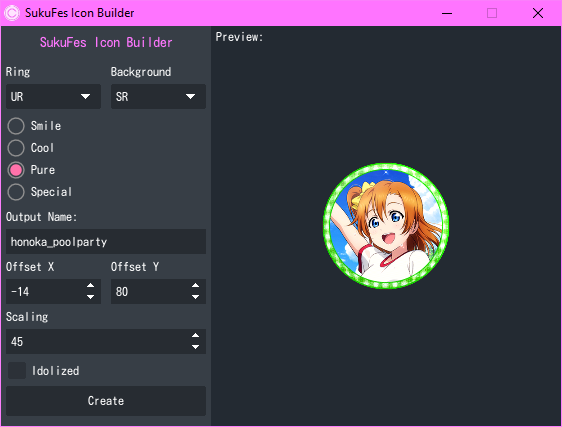 SukuFes Icon Builder
SukuFes Icon Builder
Preview:
Ring
Background
UR
SR
Smile
Cool
Pure
Special
Output Name:
honoka_poolparty
Offset X
Offset Y
-14
80
Scaling
45
Idolized
Create